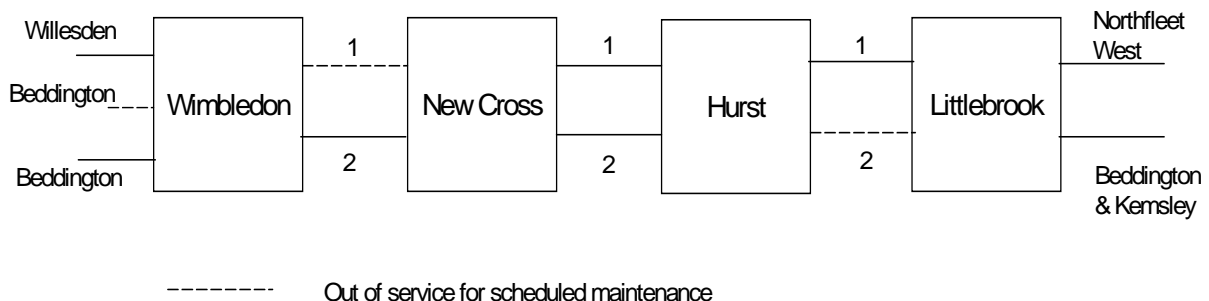 Willesden
Beddington
Beddington
Wimbledon
1
2
New Cross
1
2
Hurst
1
2
Littlebrook
Northfleet
West
Beddington
& Kemsley
Out of service for scheduled maintenance